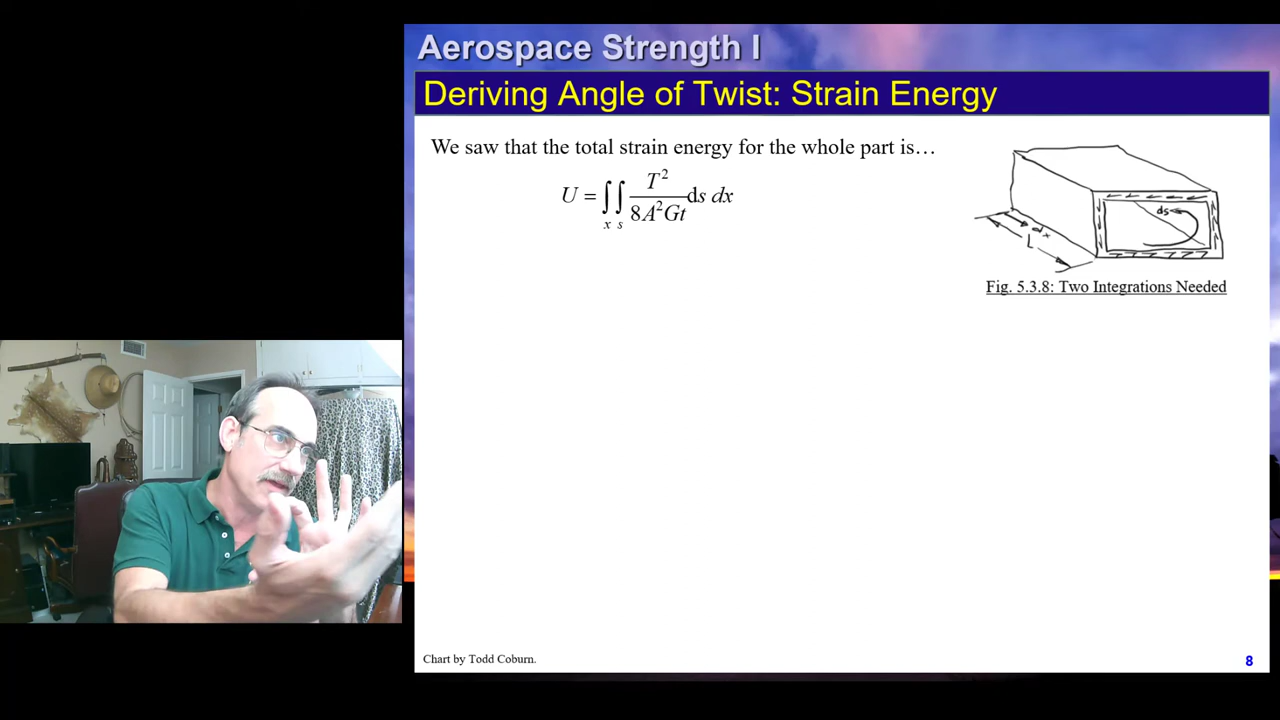 Aerospace Strength I
Deriving Angle of Twist: Strain Energy
We saw that the total strain energy for the whole part is…
U = ∫∫ T² / 8A²Gt ds dx
x s
ds
dx
L
Fig. 5.3.8: Two Integrations Needed
Chart by Todd Coburn.
8